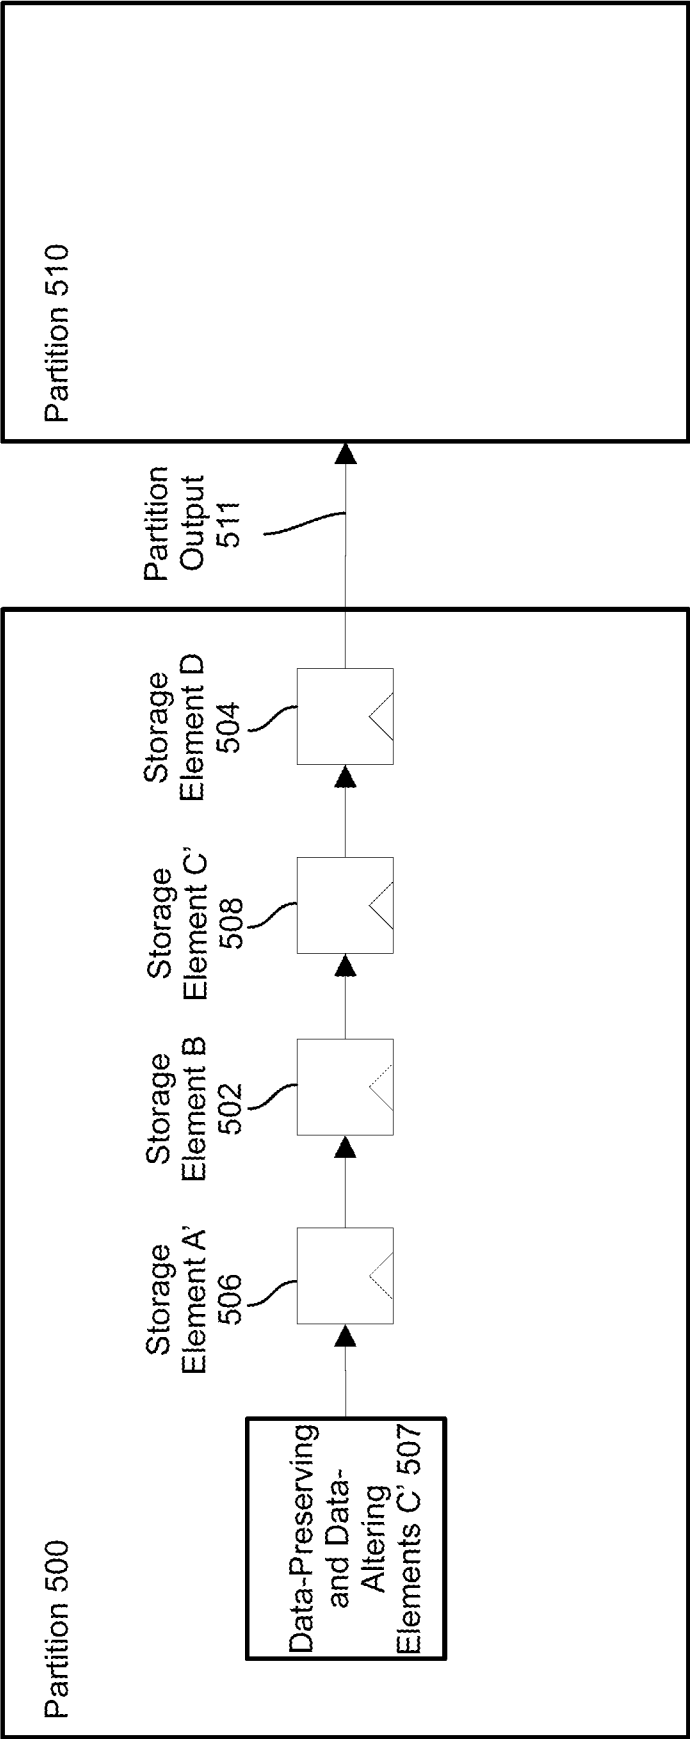 Partition 500
Data-Preserving
and Data-
Altering
Elements C' 507
Storage
Element A'
506
Storage
Element B
502
Storage
Element C'
508
Storage
Element D
504
Partition
Output
511
Partition 510